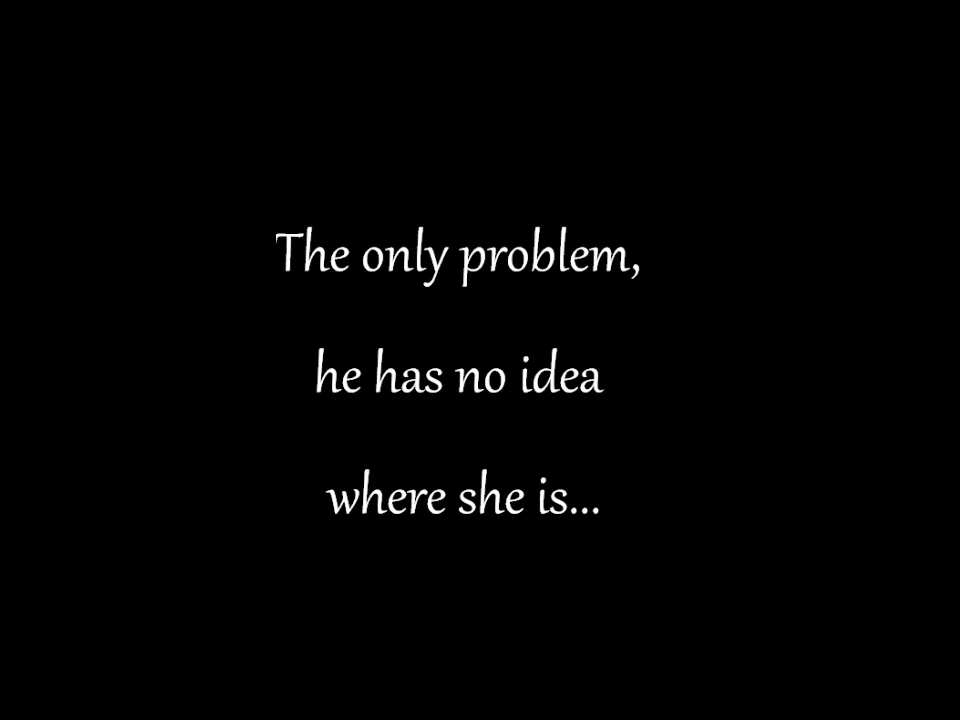 The only problem,
he has no idea
where she is...